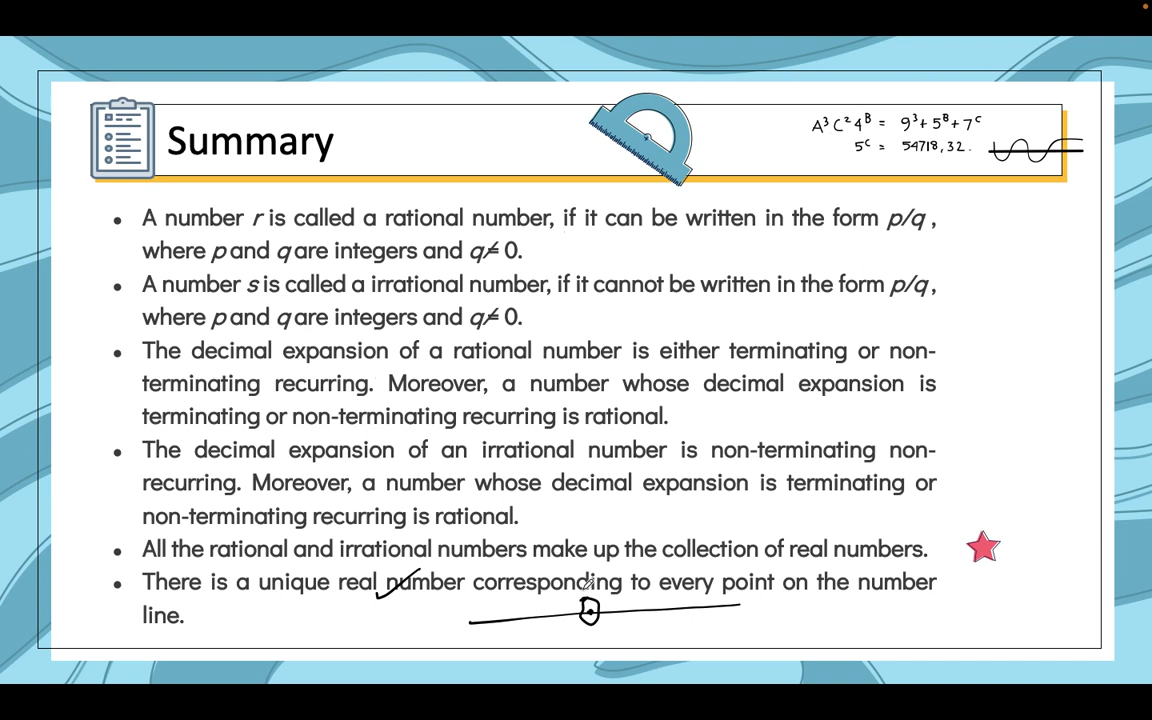 Summary
A³C²4ᴮ = 9³+5ᴮ+7ᶜ
5ᶜ = 54718,32.
• A number r is called a rational number, if it can be written in the form p/q ,
where p and q are integers and q≠ 0.
• A number s is called a irrational number, if it cannot be written in the form p/q ,
where p and q are integers and q≠ 0.
• The decimal expansion of a rational number is either terminating or non-
terminating recurring. Moreover, a number whose decimal expansion is
terminating or non-terminating recurring is rational.
• The decimal expansion of an irrational number is non-terminating non-
recurring. Moreover, a number whose decimal expansion is terminating or
non-terminating recurring is rational.
• All the rational and irrational numbers make up the collection of real numbers.
• There is a unique real number corresponding to every point on the number
line.